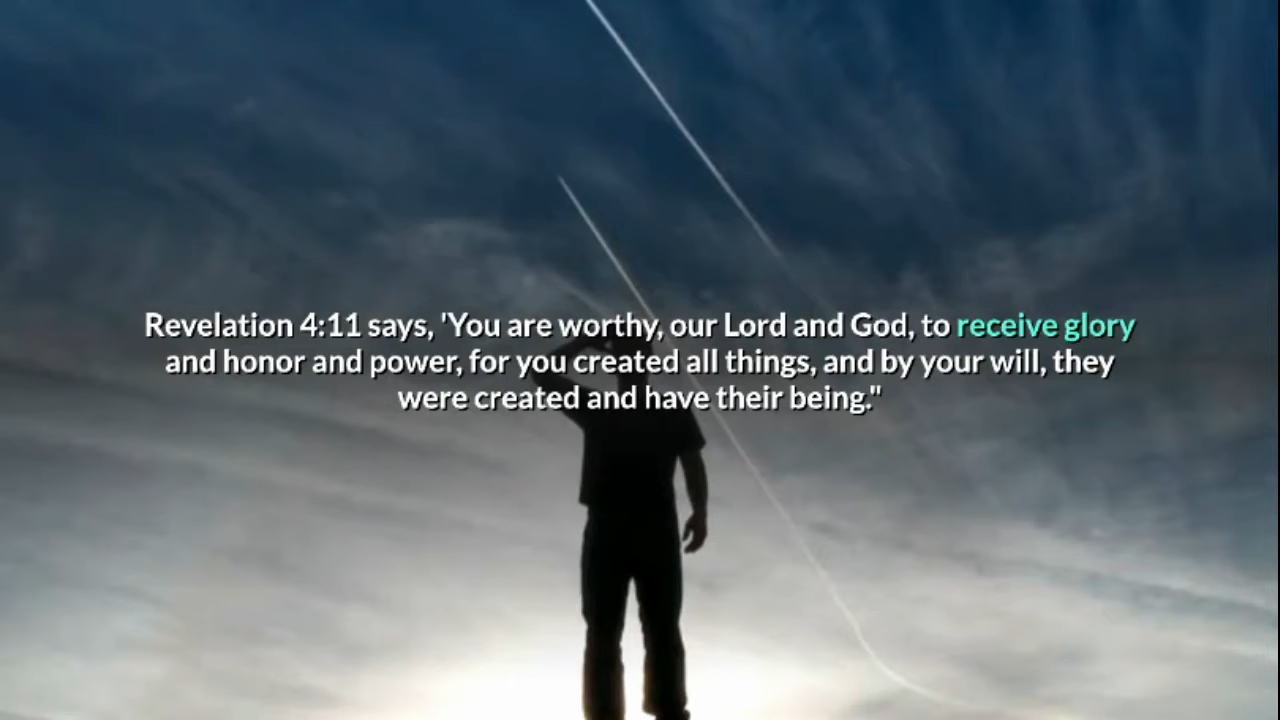 Revelation 4:11 says, 'You are worthy, our Lord and God, to receive glory
and honor and power, for you created all things, and by your will, they
were created and have their being."